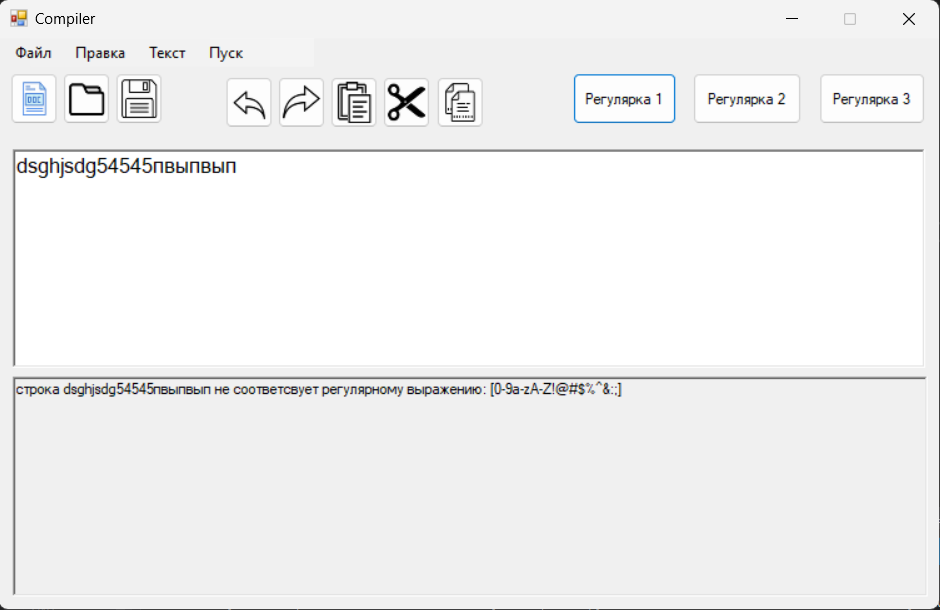 Compiler
Файл Правка Текст Пуск
DOC
Регулярка 1 Регулярка 2 Регулярка 3
dsghjsdg54545пвыпвып
строка dsghjsdg54545пвыпвып не соответсвует регулярному выражению: [0-9a-zA-Z!@#$%^&:;]